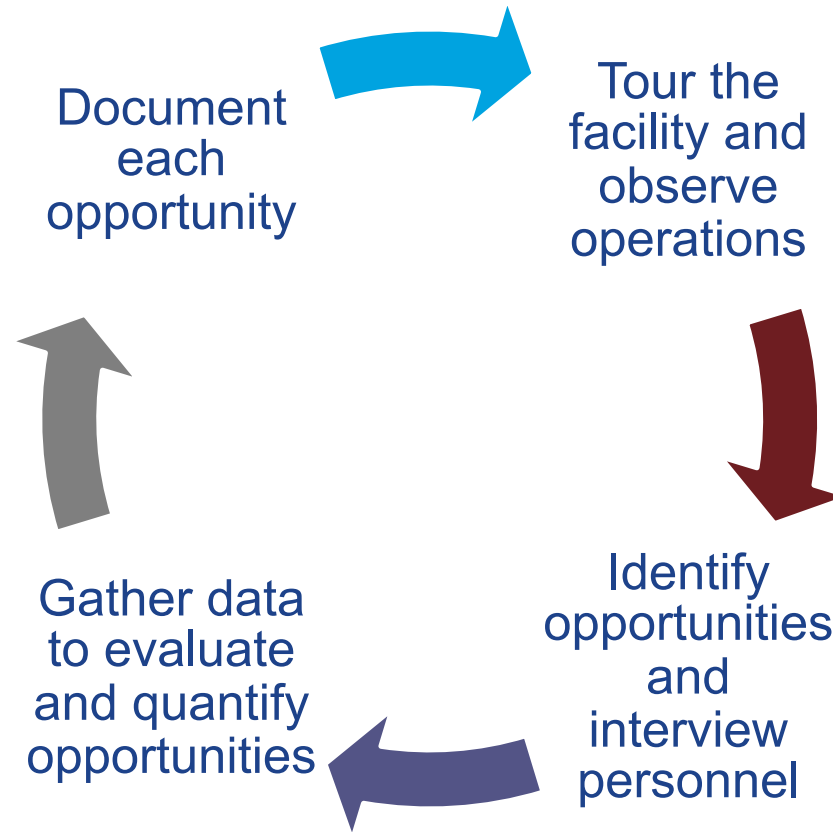 Document
each
opportunity
Tour the
facility and
observe
operations
Identify
opportunities
and
interview
personnel
Gather data
to evaluate
and quantify
opportunities